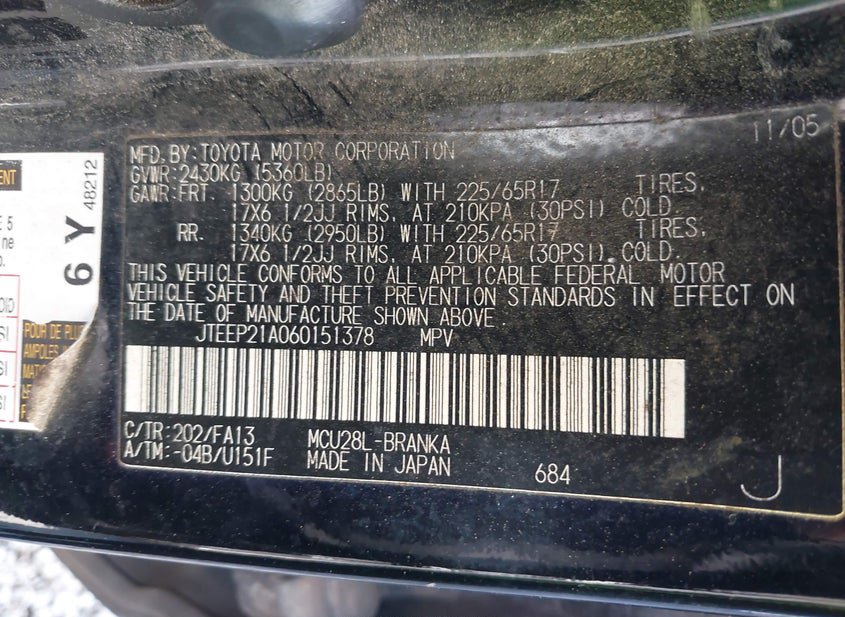 11/05
MFD. BY: TOYOTA MOTOR CORPORATION
GVWR: 2430KG (5360LB)
GAWR: FRT. 1300KG (2865LB) WITH 225/65R17 TIRES,
17X6 1/2JJ RIMS, AT 210KPA (30PSI) COLD.
RR. 1340KG (2950LB) WITH 225/65R17 TIRES,
17X6 1/2JJ RIMS, AT 210KPA (30PSI) COLD.
THIS VEHICLE CONFORMS TO ALL APPLICABLE FEDERAL MOTOR
VEHICLE SAFETY AND THEFT PREVENTION STANDARDS IN EFFECT ON
THE DATE OF MANUFACTURE SHOWN ABOVE.
JTEEP21A060151378 MPV
C/TR: 202/FA13 MCU28L-BRANKA
A/TM: -04B/U151F MADE IN JAPAN 684
J
6 Y
48212
POUR DE